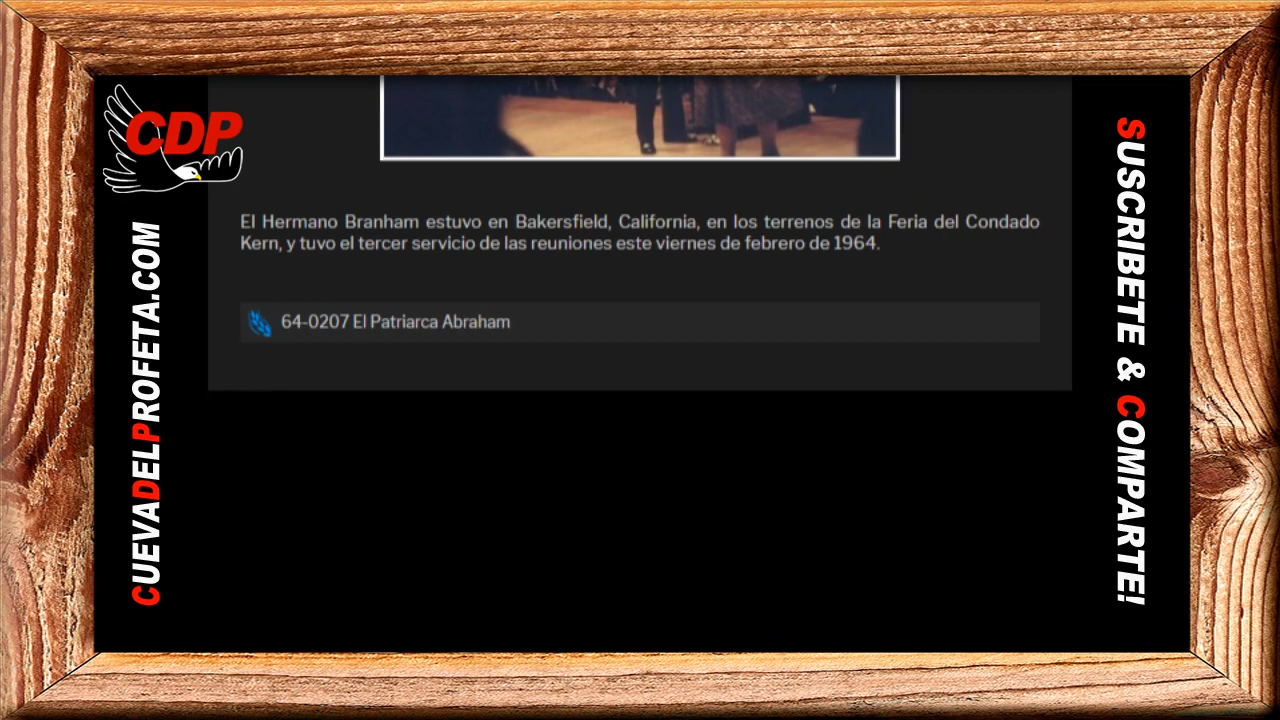 CDP
CUEVADELPROFETA.COM
El Hermano Branham estuvo en Bakersfield, California, en los terrenos de la Feria del Condado
Kern, y tuvo el tercer servicio de las reuniones este viernes de febrero de 1964.
64-0207 El Patriarca Abraham
SUSCRIBETE & COMPARTE!